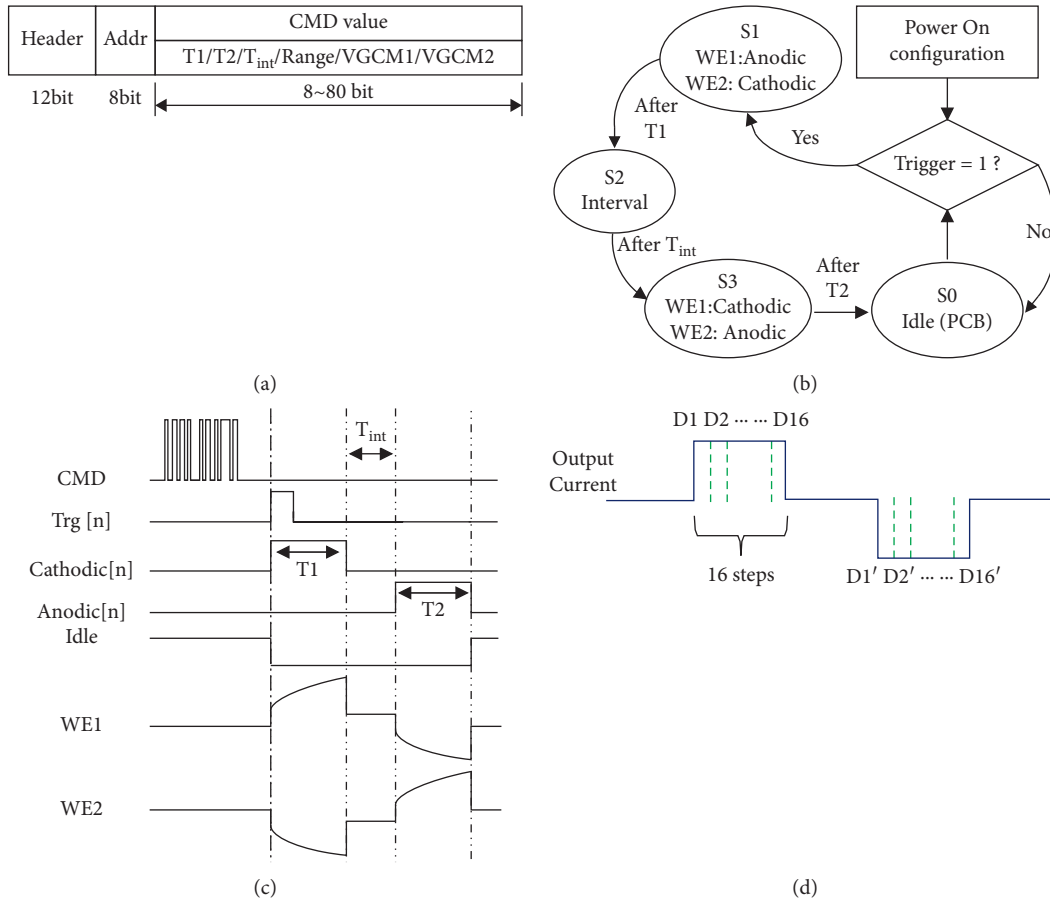 Header
Addr
CMD value
T1/T2/T_int/Range/VGCM1/VGCM2
12bit
8bit
8~80 bit
(a)
S1
WE1:Anodic
WE2: Cathodic
Power On
configuration
After
T1
Yes
Trigger = 1 ?
S2
Interval
No
After T_int
S3
WE1:Cathodic
WE2: Anodic
After
T2
S0
Idle (PCB)
(b)
T_int
CMD
Trg [n]
Cathodic[n]
T1
Anodic[n]
T2
Idle
WE1
WE2
(c)
D1 D2 ··· ··· D16
Output
Current
16 steps
D1′ D2′ ··· ··· D16′
(d)